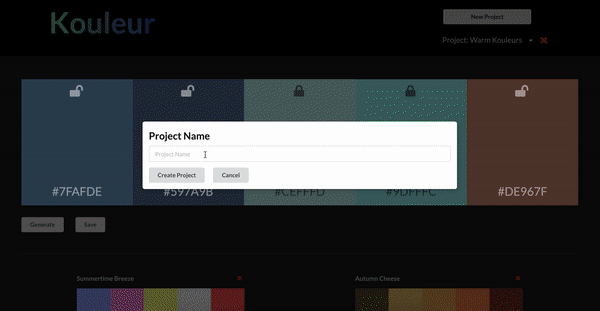 Kouleur
New Project
Project: Warm Kouleurs
Project Name
Project Name
Create Project
Cancel
#7FAFDE
#597A9B
#CEFFFD
#9DFFFC
#DE967F
Generate
Save
Summertime Breeze
Autumn Cheese